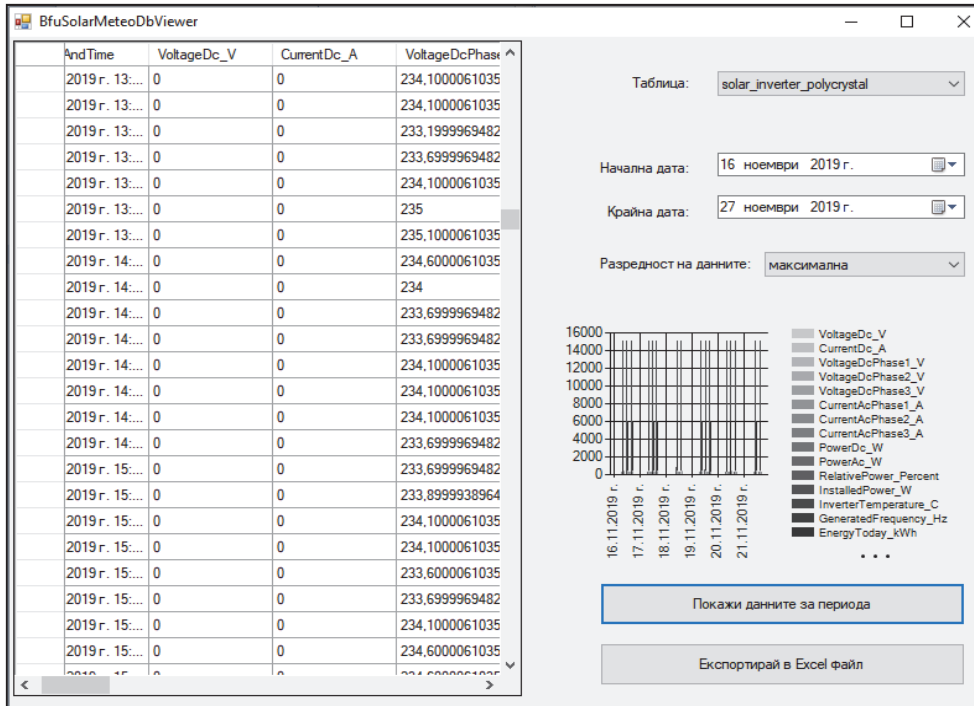 BfuSolarMeteoDbViewer
AndTime VoltageDc_V CurrentDc_A VoltageDcPhase
2019 г. 13:... 0 0 234,1000061035
2019 г. 13:... 0 0 234,1000061035
2019 г. 13:... 0 0 233,1999969482
2019 г. 13:... 0 0 233,6999969482
2019 г. 13:... 0 0 234,1000061035
2019 г. 13:... 0 0 235
2019 г. 13:... 0 0 235,1000061035
2019 г. 14:... 0 0 234,6000061035
2019 г. 14:... 0 0 234
2019 г. 14:... 0 0 233,6999969482
2019 г. 14:... 0 0 233,6999969482
2019 г. 14:... 0 0 234,1000061035
2019 г. 14:... 0 0 234,1000061035
2019 г. 14:... 0 0 234,1000061035
2019 г. 14:... 0 0 233,6999969482
2019 г. 15:... 0 0 233,6999969482
2019 г. 15:... 0 0 233,8999938964
2019 г. 15:... 0 0 234,1000061035
2019 г. 15:... 0 0 234,1000061035
2019 г. 15:... 0 0 233,6000061035
2019 г. 15:... 0 0 233,6999969482
2019 г. 15:... 0 0 234,1000061035
2019 г. 15:... 0 0 234,6000061035
Таблица: solar_inverter_polycrystal
Начална дата: 16 ноември 2019 г.
Крайна дата: 27 ноември 2019 г.
Разредност на данните: максимална
16000
14000
12000
10000
8000
6000
4000
2000
0
16.11.2019 г.
17.11.2019 г.
18.11.2019 г.
19.11.2019 г.
20.11.2019 г.
21.11.2019 г.
VoltageDc_V
CurrentDc_A
VoltageDcPhase1_V
VoltageDcPhase2_V
VoltageDcPhase3_V
CurrentAcPhase1_A
CurrentAcPhase2_A
CurrentAcPhase3_A
PowerDc_W
PowerAc_W
RelativePower_Percent
InstalledPower_W
InverterTemperature_C
GeneratedFrequency_Hz
EnergyToday_kWh
...
Покажи данните за периода
Експортирай в Excel файл